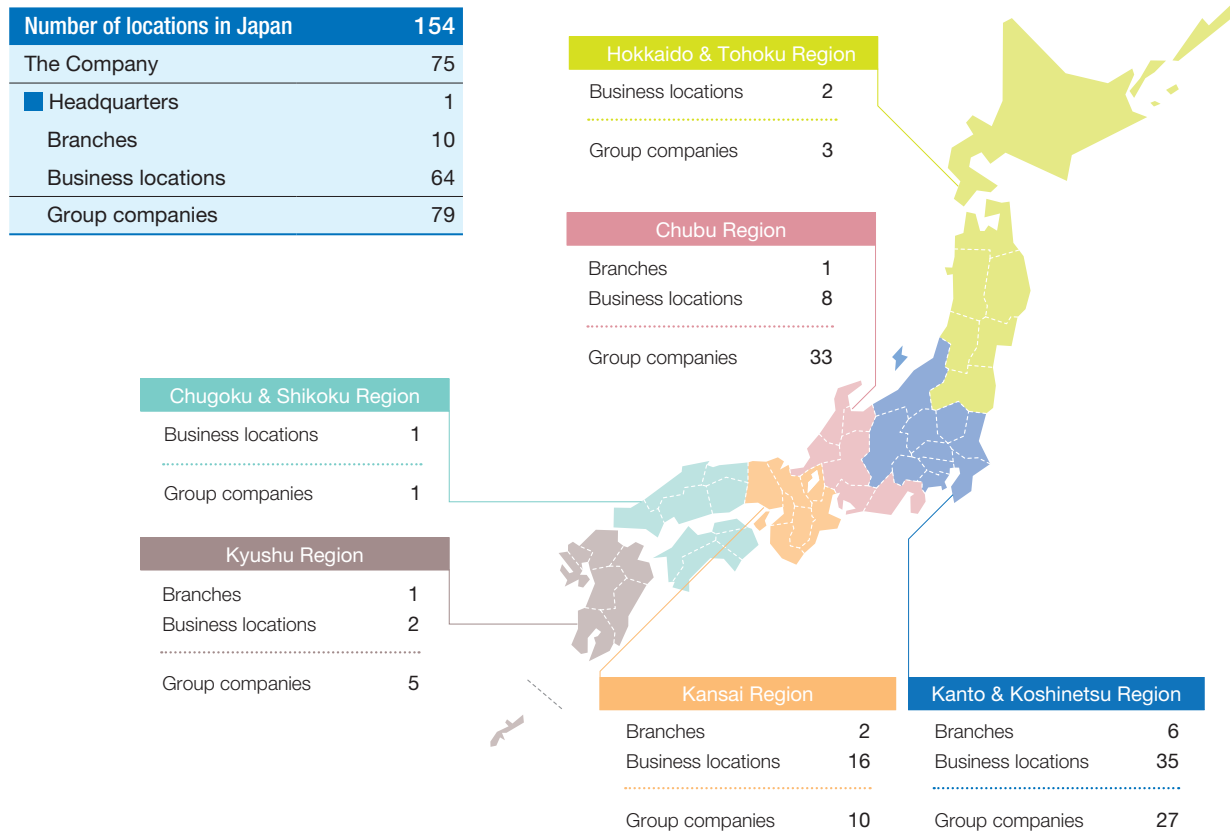 Number of locations in Japan 154
The Company 75
Headquarters 1
Branches 10
Business locations 64
Group companies 79
Hokkaido & Tohoku Region
Business locations 2
Group companies 3
Chubu Region
Branches 1
Business locations 8
Group companies 33
Chugoku & Shikoku Region
Business locations 1
Group companies 1
Kyushu Region
Branches 1
Business locations 2
Group companies 5
Kansai Region
Branches 2
Business locations 16
Group companies 10
Kanto & Koshinetsu Region
Branches 6
Business locations 35
Group companies 27